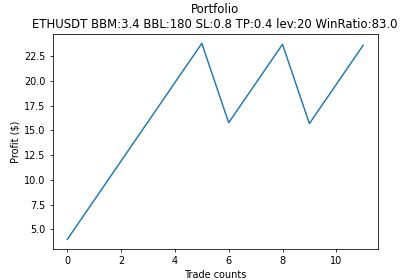 Portfolio
ETHUSDT BBM:3.4 BBL:180 SL:0.8 TP:0.4 lev:20 WinRatio:83.0
Profit ($)
22.5
20.0
17.5
15.0
12.5
10.0
7.5
5.0
0 2 4 6 8 10
Trade counts